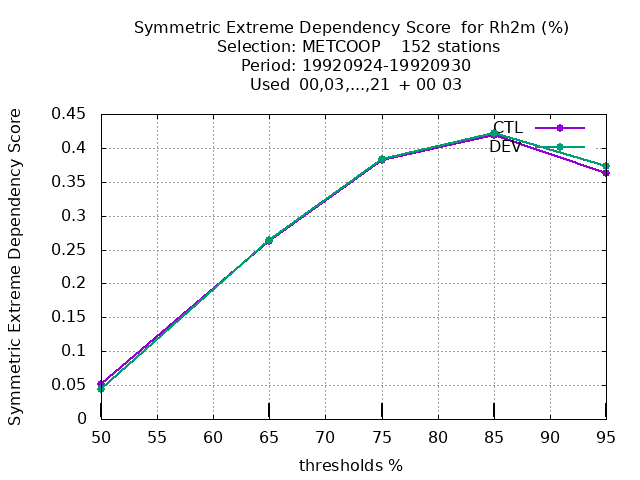 Symmetric Extreme Dependency Score  for Rh2m (%)
Selection: METCOOP    152 stations
Period: 19920924-19920930
Used  00,03,...,21  + 00 03
Symmetric Extreme Dependency Score
0.45
0.4
0.35
0.3
0.25
0.2
0.15
0.1
0.05
0
CTL
DEV
50 55 60 65 70 75 80 85 90 95
thresholds %